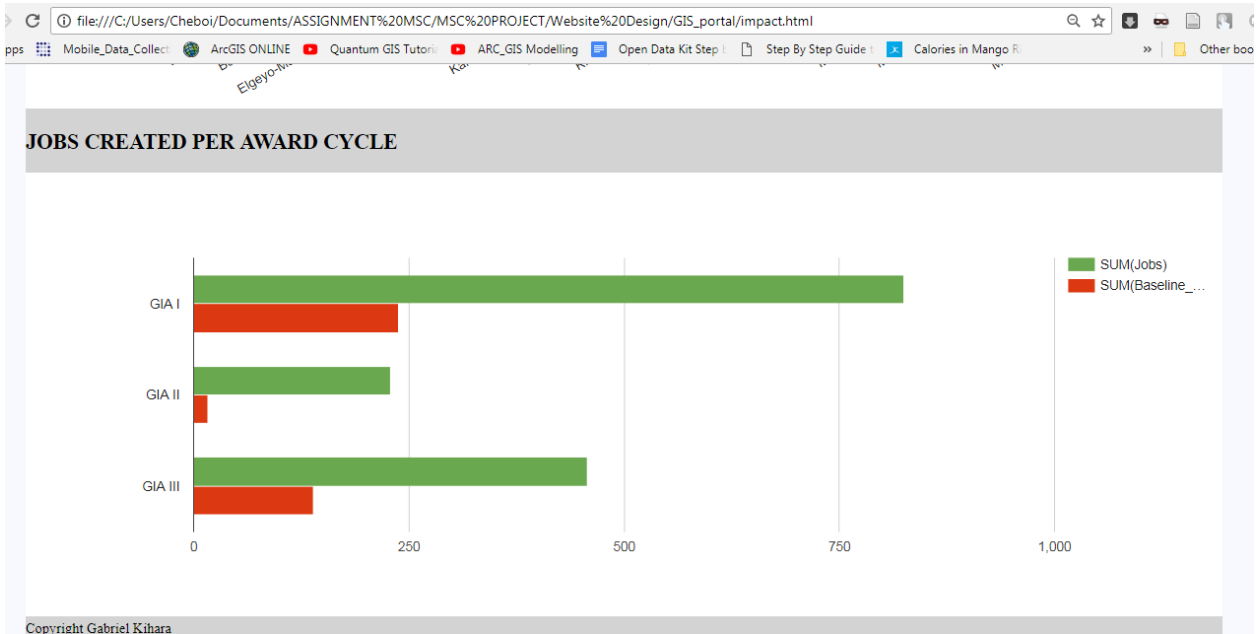 file:///C:/Users/Cheboi/Documents/ASSIGNMENT%20MSC/MSC%20PROJECT/Website%20Design/GIS_portal/impact.html
pps Mobile_Data_Collect ArcGIS ONLINE Quantum GIS Tutoria ARC_GIS Modelling Open Data Kit Step Step By Step Guide Calories in Mango R » Other boo
JOBS CREATED PER AWARD CYCLE
SUM(Jobs)
SUM(Baseline_...
GIA I
GIA II
GIA III
0 250 500 750 1,000
Copyright Gabriel Kihara